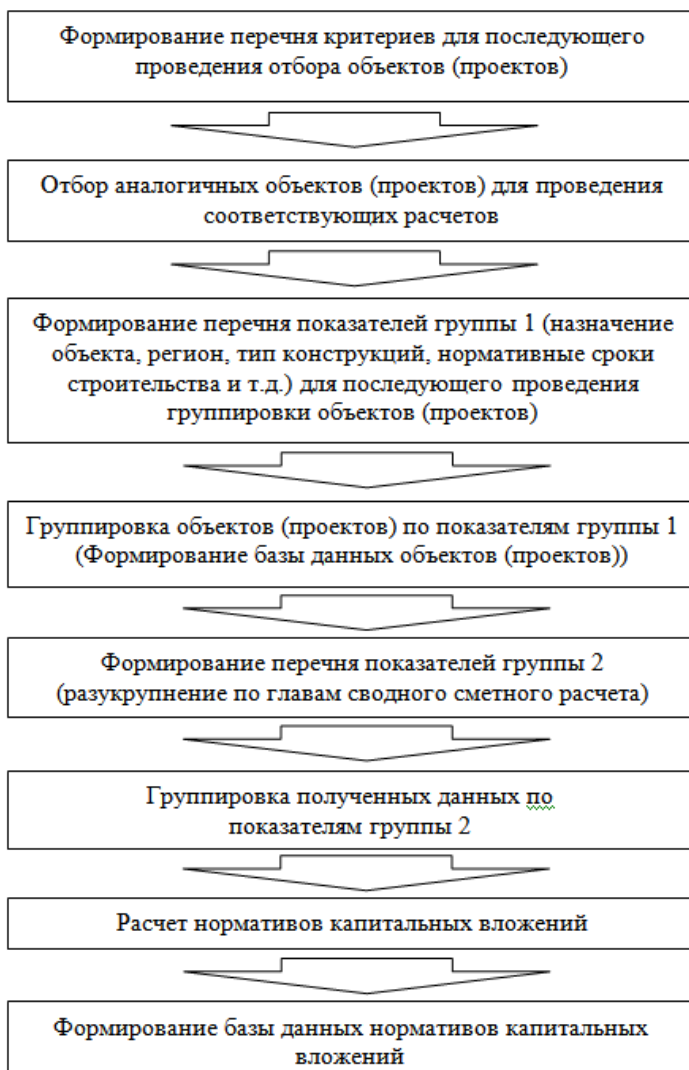 Формирование перечня критериев для последующего
проведения отбора объектов (проектов)
Отбор аналогичных объектов (проектов) для проведения
соответствующих расчетов
Формирование перечня показателей группы 1 (назначение
объекта, регион, тип конструкций, нормативные сроки
строительства и т.д.) для последующего проведения
группировки объектов (проектов)
Группировка объектов (проектов) по показателям группы 1
(Формирование базы данных объектов (проектов))
Формирование перечня показателей группы 2
(разукрупнение по главам сводного сметного расчета)
Группировка полученных данных по
показателям группы 2
Расчет нормативов капитальных вложений
Формирование базы данных нормативов капитальных
вложений